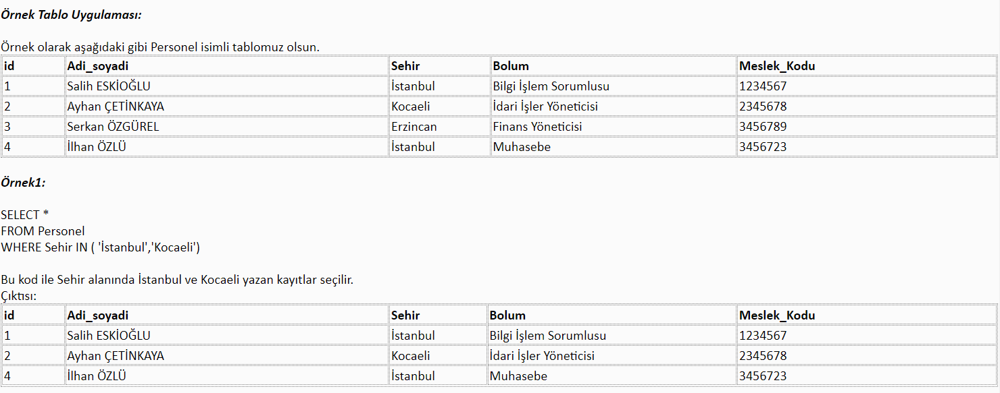 Örnek Tablo Uygulaması:
Örnek olarak aşağıdaki gibi Personel isimli tablomuz olsun.
id Adi_soyadi Sehir Bolum Meslek_Kodu
1 Salih ESKİOĞLU İstanbul Bilgi İşlem Sorumlusu 1234567
2 Ayhan ÇETİNKAYA Kocaeli İdari İşler Yöneticisi 2345678
3 Serkan ÖZGÜREL Erzincan Finans Yöneticisi 3456789
4 İlhan ÖZLÜ İstanbul Muhasebe 3456723
Örnek1:
SELECT *
FROM Personel
WHERE Sehir IN ( 'İstanbul','Kocaeli')
Bu kod ile Sehir alanında İstanbul ve Kocaeli yazan kayıtlar seçilir.
Çıktısı:
id Adi_soyadi Sehir Bolum Meslek_Kodu
1 Salih ESKİOĞLU İstanbul Bilgi İşlem Sorumlusu 1234567
2 Ayhan ÇETİNKAYA Kocaeli İdari İşler Yöneticisi 2345678
4 İlhan ÖZLÜ İstanbul Muhasebe 3456723